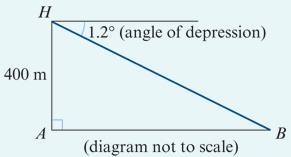 H
1.2° (angle of depression)
400 m
A
B
(diagram not to scale)